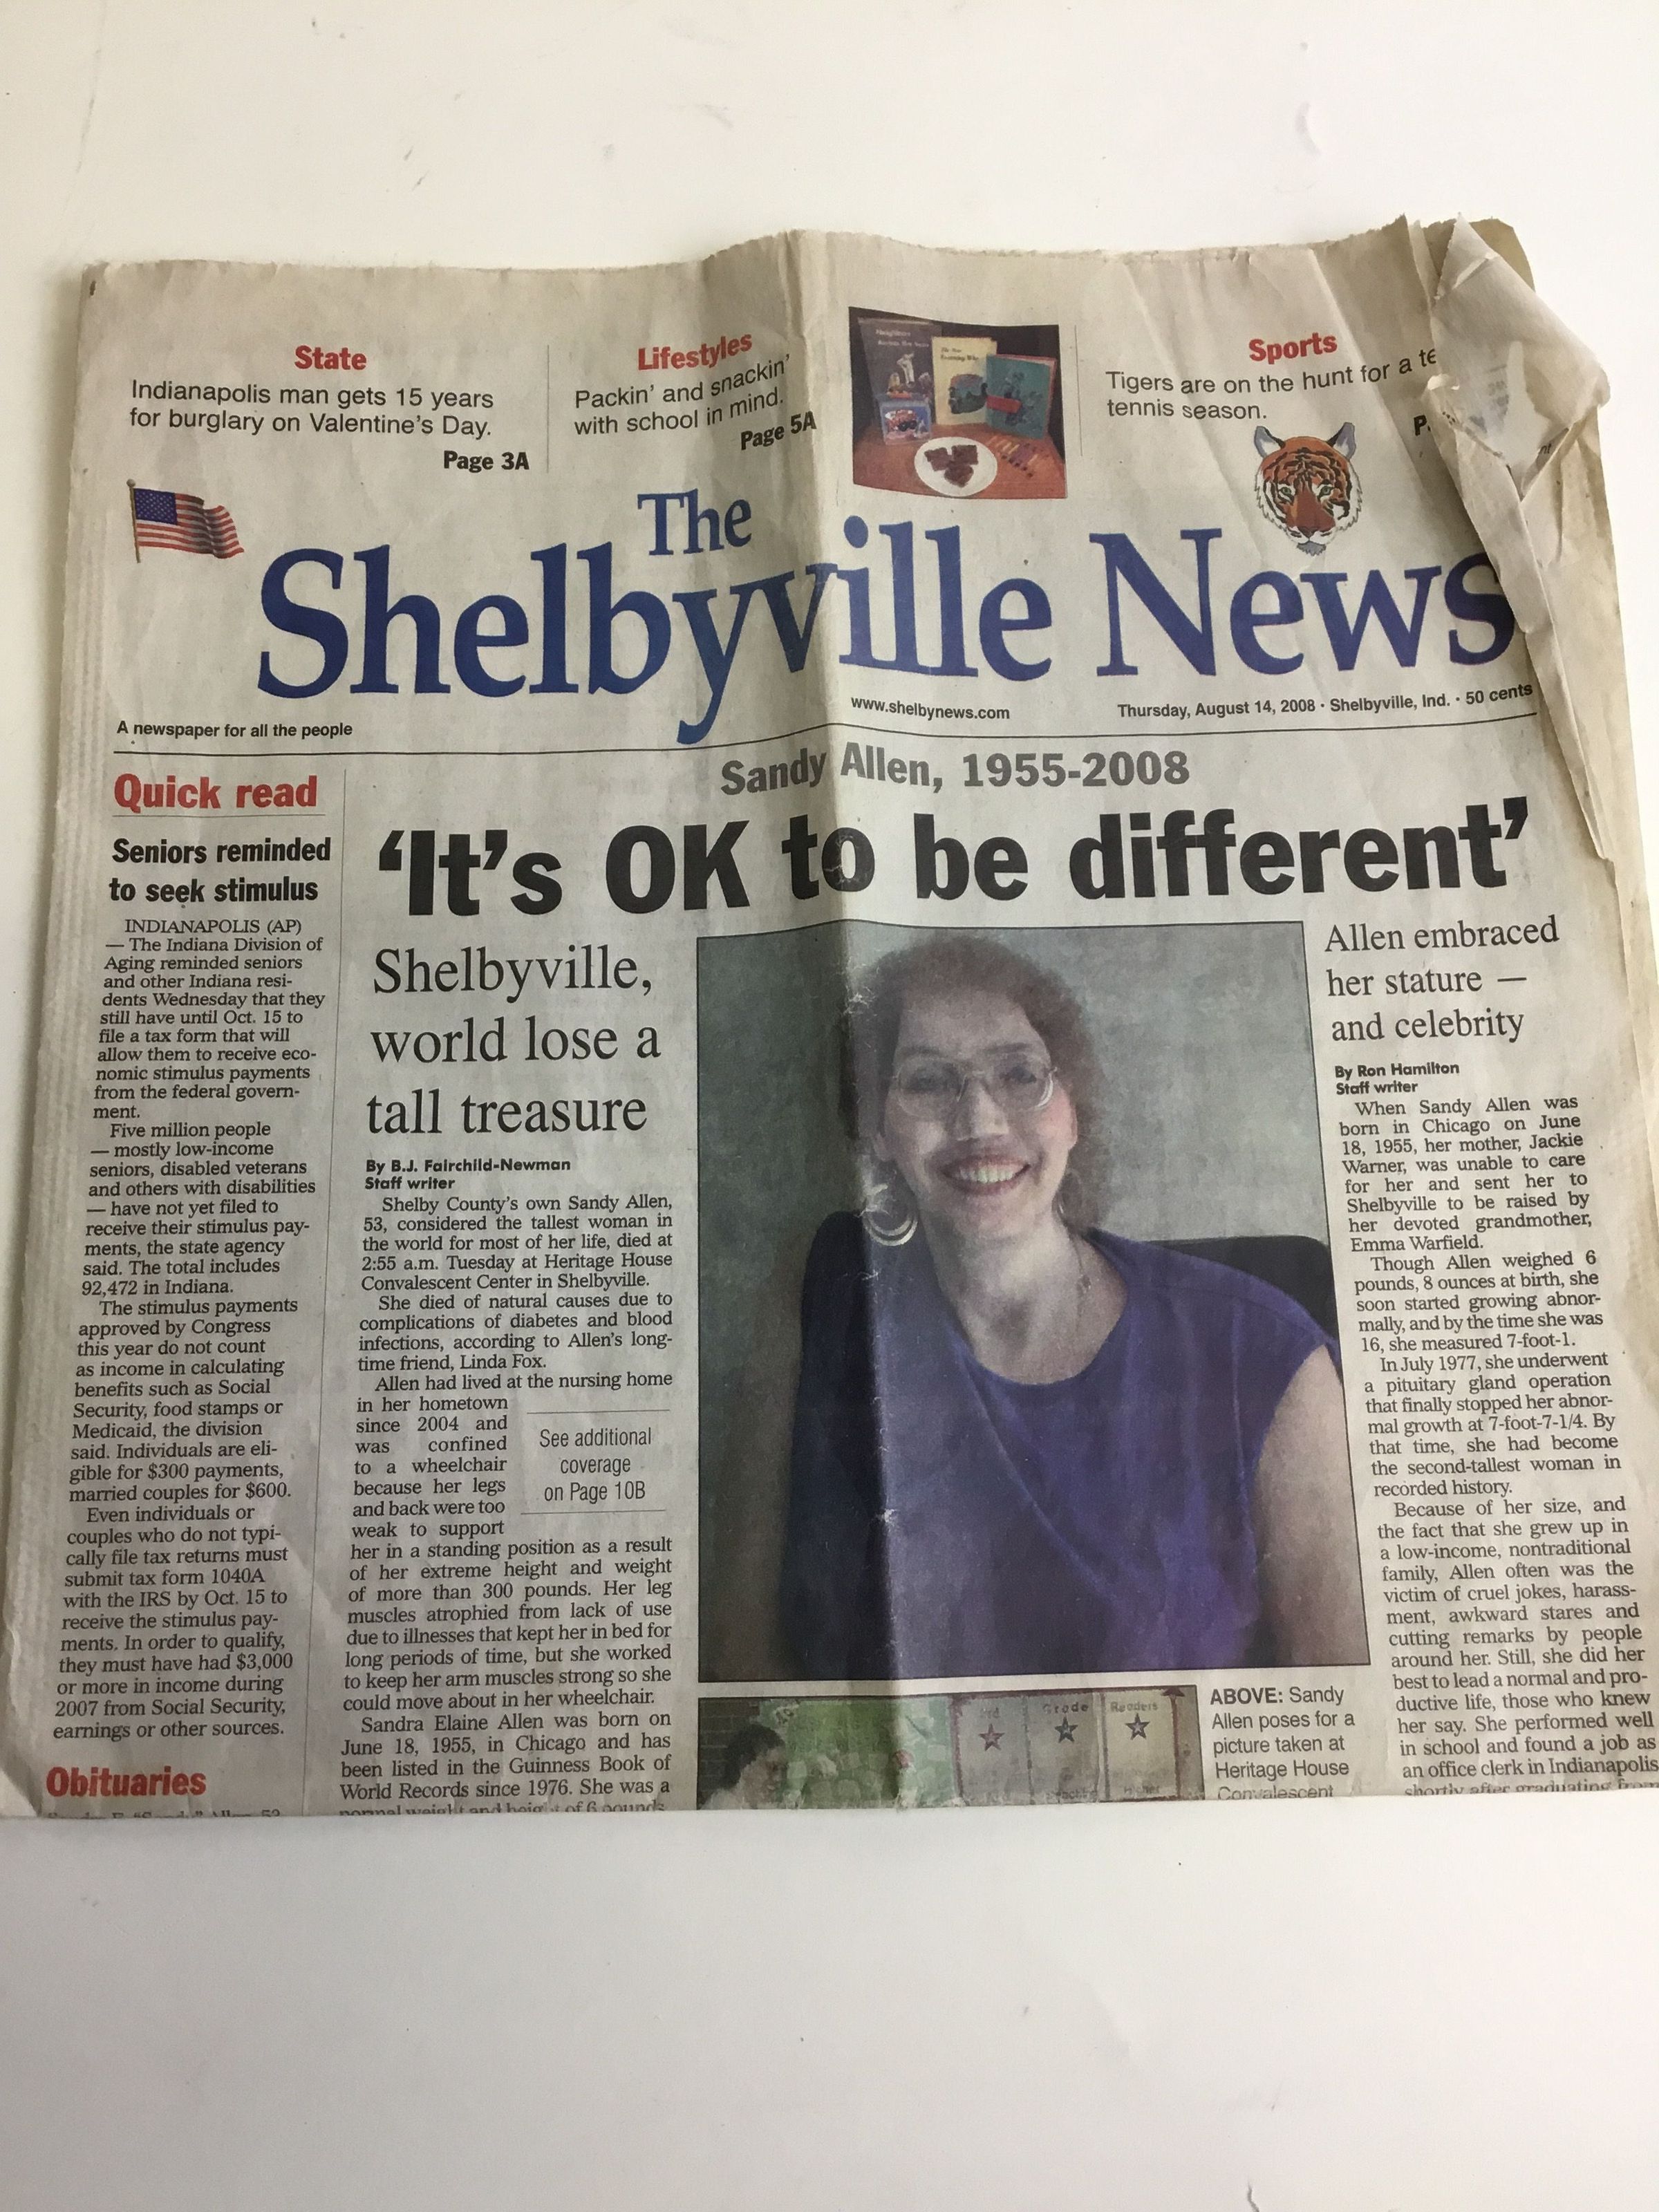 State
Indianapolis man gets 15 years
for burglary on Valentine's Day.
Page 3A
Lifestyles
Packin' and snackin'
with school in mind.
Page 5A
Sports
Tigers are on the hunt for a
tennis season.
The
Shelbyville News
A newspaper for all the people
www.shelbynews.com
Thursday, August 14, 2008 · Shelbyville, Ind. · 50 cents
Quick read
Seniors reminded
to seek stimulus
INDIANAPOLIS (AP)
— The Indiana Division of
Aging reminded seniors
and other Indiana resi-
dents Wednesday that they
still have until Oct. 15 to
file a tax form that will
allow them to receive eco-
nomic stimulus payments
from the federal govern-
ment.
Five million people
— mostly low-income
seniors, disabled veterans
and others with disabilities
— have not yet filed to
receive their stimulus pay-
ments, the state agency
said. The total includes
92,472 in Indiana.
The stimulus payments
approved by Congress
this year do not count
as income in calculating
benefits such as Social
Security, food stamps or
Medicaid, the division
said. Individuals are eli-
gible for $300 payments,
married couples for $600.
Even individuals or
couples who do not typi-
cally file tax returns must
submit tax form 1040A
with the IRS by Oct. 15 to
receive the stimulus pay-
ments. In order to qualify,
they must have had $3,000
or more in income during
2007 from Social Security,
earnings or other sources.
Obituaries
Sandy Allen, 1955-2008
'It's OK to be different'
Shelbyville,
world lose a
tall treasure
By B.J. Fairchild-Newman
Staff writer
Shelby County's own Sandy Allen,
53, considered the tallest woman in
the world for most of her life, died at
2:55 a.m. Tuesday at Heritage House
Convalescent Center in Shelbyville.
She died of natural causes due to
complications of diabetes and blood
infections, according to Allen's long-
time friend, Linda Fox.
Allen had lived at the nursing home
in her hometown
since 2004 and
was confined
to a wheelchair
because her legs
and back were too
weak to support
her in a standing position as a result
of her extreme height and weight
of more than 300 pounds. Her leg
muscles atrophied from lack of use
due to illnesses that kept her in bed for
long periods of time, but she worked
to keep her arm muscles strong so she
could move about in her wheelchair.
Sandra Elaine Allen was born on
June 18, 1955, in Chicago and has
been listed in the Guinness Book of
World Records since 1976. She was a
normal weight and height of 6 pounds,
See additional
coverage
on Page 10B
Grade
Readers
ABOVE: Sandy
Allen poses for a
picture taken at
Heritage House
Convalescent
Allen embraced
her stature —
and celebrity
By Ron Hamilton
Staff writer
When Sandy Allen was
born in Chicago on June
18, 1955, her mother, Jackie
Warner, was unable to care
for her and sent her to
Shelbyville to be raised by
her devoted grandmother,
Emma Warfield.
Though Allen weighed 6
pounds, 8 ounces at birth, she
soon started growing abnor-
mally, and by the time she was
16, she measured 7-foot-1.
In July 1977, she underwent
a pituitary gland operation
that finally stopped her abnor-
mal growth at 7-foot-7-1/4. By
that time, she had become
the second-tallest woman in
recorded history.
Because of her size, and
the fact that she grew up in
a low-income, nontraditional
family, Allen often was the
victim of cruel jokes, harass-
ment, awkward stares and
cutting remarks by people
around her. Still, she did her
best to lead a normal and pro-
ductive life, those who knew
her say. She performed well
in school and found a job as
an office clerk in Indianapolis
shortly after graduating from